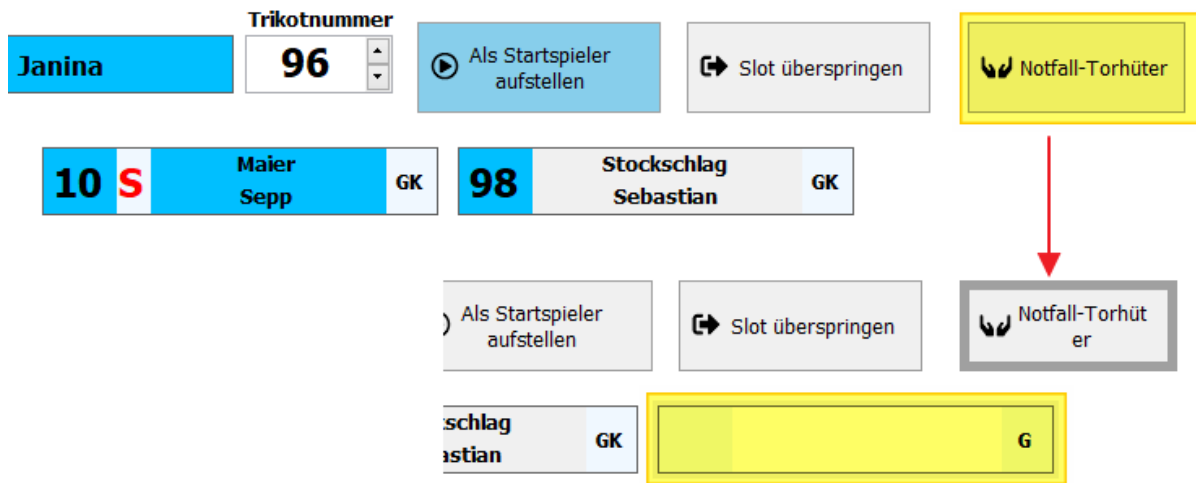 Trikotnummer
Janina
96
Als Startspieler
aufstellen
Slot überspringen
Notfall-Torhüter
10 S
Maier
Sepp
GK
98
Stockschlag
Sebastian
GK
Als Startspieler
aufstellen
Slot überspringen
Notfall-Torhüt
er
schlag
astian
GK
G